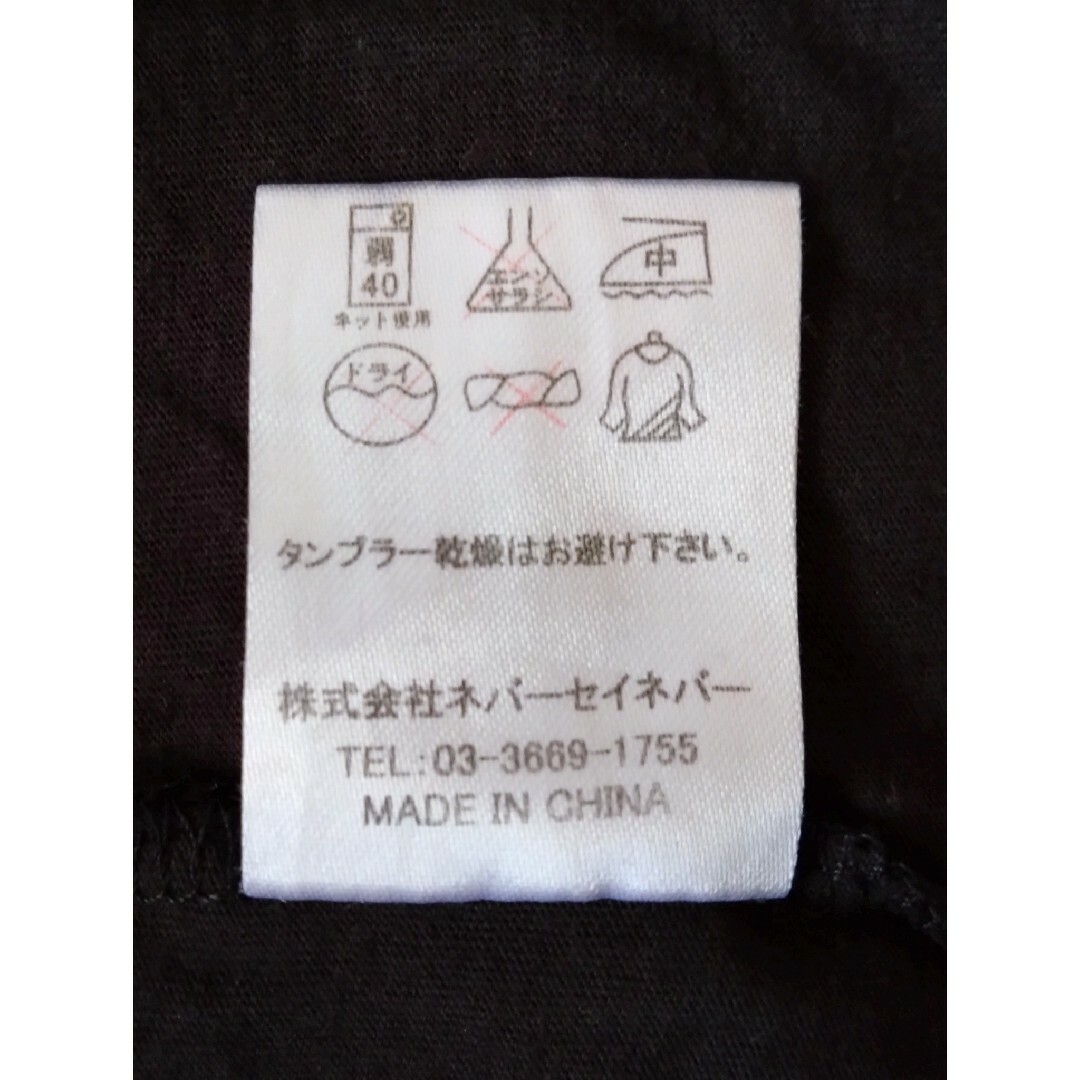 弱
40
ネット使用
エンソ
サラシ
中
ドライ
タンブラー乾燥はお避け下さい。
株式会社ネバーセイネバー
TEL:03-3669-1755
MADE IN CHINA